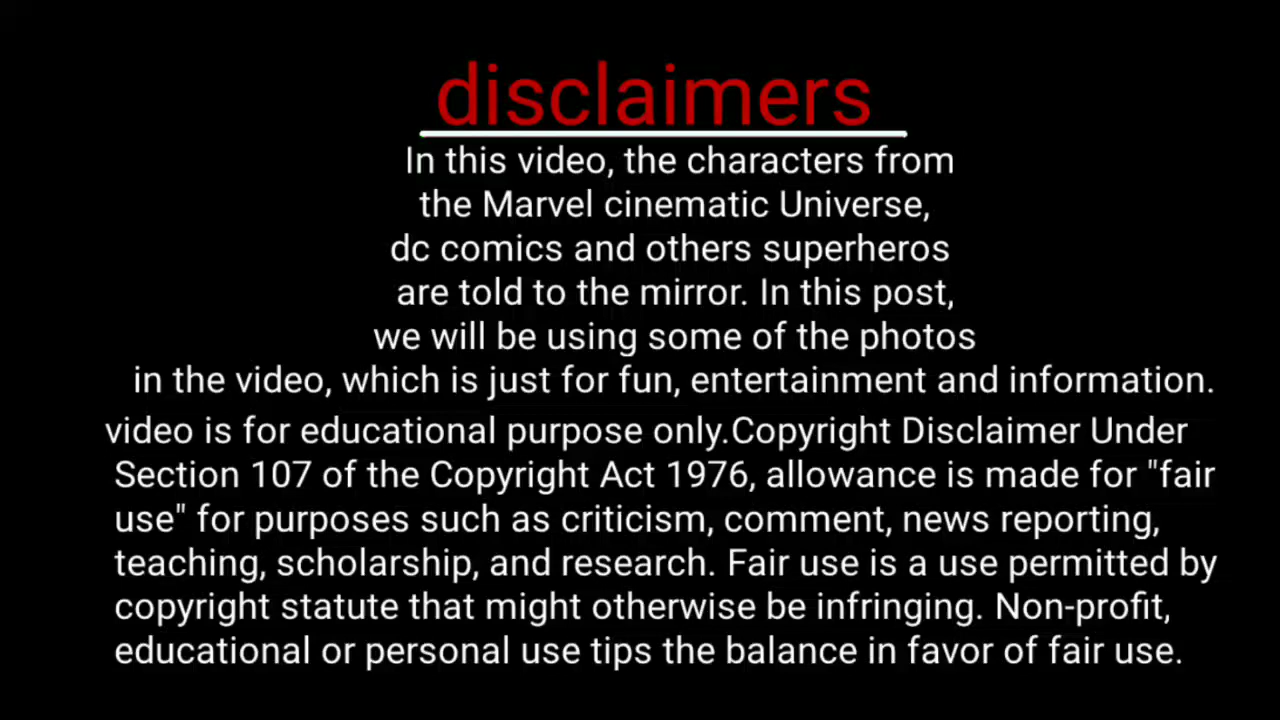 disclaimers
In this video, the characters from
the Marvel cinematic Universe,
dc comics and others superheros
are told to the mirror. In this post,
we will be using some of the photos
in the video, which is just for fun, entertainment and information.
video is for educational purpose only.Copyright Disclaimer Under
Section 107 of the Copyright Act 1976, allowance is made for "fair
use" for purposes such as criticism, comment, news reporting,
teaching, scholarship, and research. Fair use is a use permitted by
copyright statute that might otherwise be infringing. Non-profit,
educational or personal use tips the balance in favor of fair use.